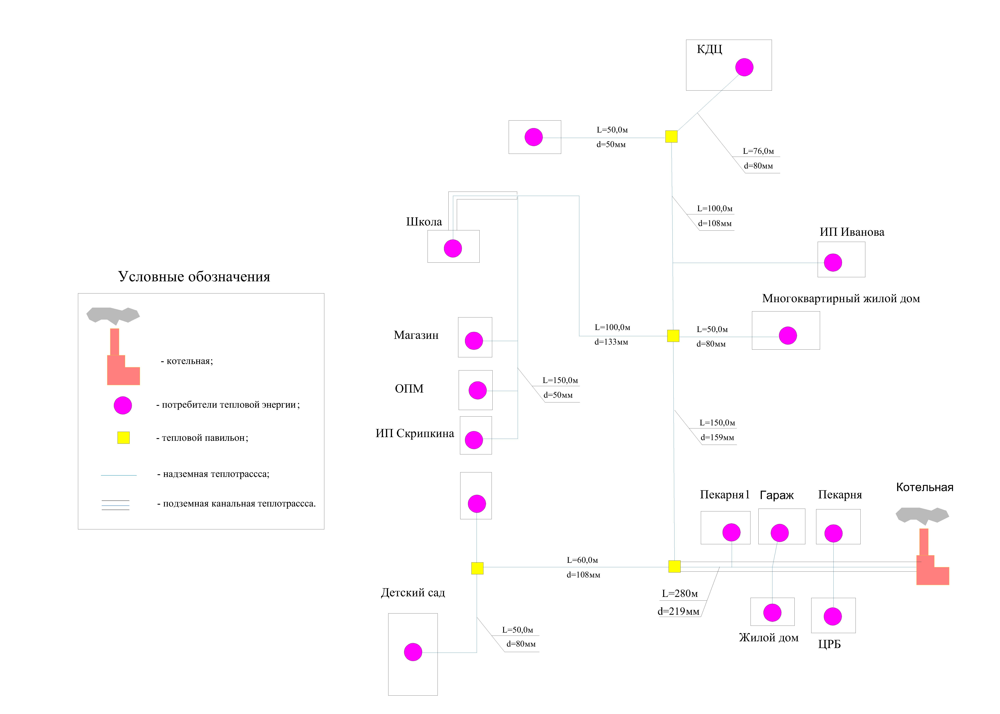 КДЦ
L=50,0м
d=50мм
L=76,0м
d=80мм
L=100,0м
d=108мм
Школа
ИП Иванова
Условные обозначения
- котельная;
- потребители тепловой энергии;
- тепловой павильон;
- надземная теплотрассса;
- подземная канальная теплотрассса.
Многоквартирный жилой дом
L=100,0м
d=133мм
L=50,0м
d=80мм
Магазин
ОПМ
L=150,0м
d=50мм
ИП Скрипкина
L=150,0м
d=159мм
Пекарня1
Гараж
Пекарня
Котельная
L=60,0м
d=108мм
L=280м
d=219мм
Детский сад
L=50,0м
d=80мм
Жилой дом
ЦРБ